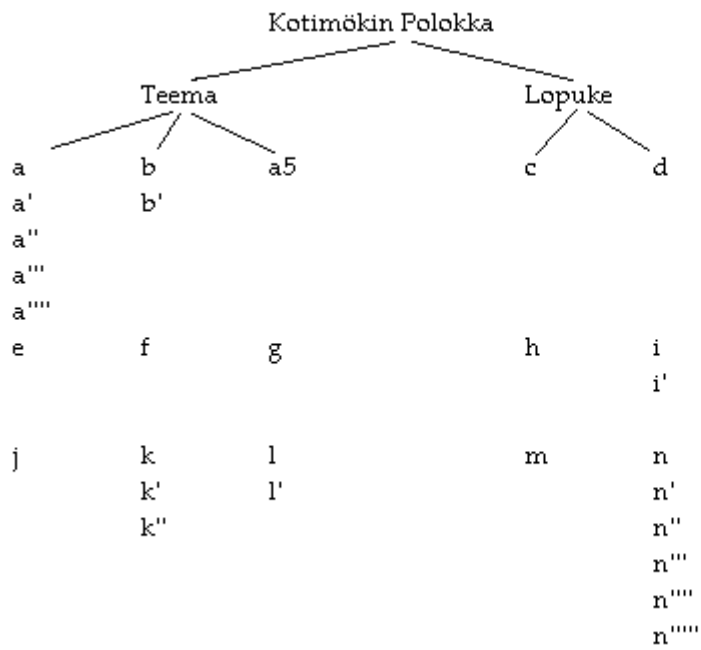 Kotimökin Polokka
Teema Lopuke
a b a5 c d
a' b'
a''
a'''
a''''
e f g h i
i'
j k l m n
k' l' n'
k'' n''
n'''
n''''
n'''''